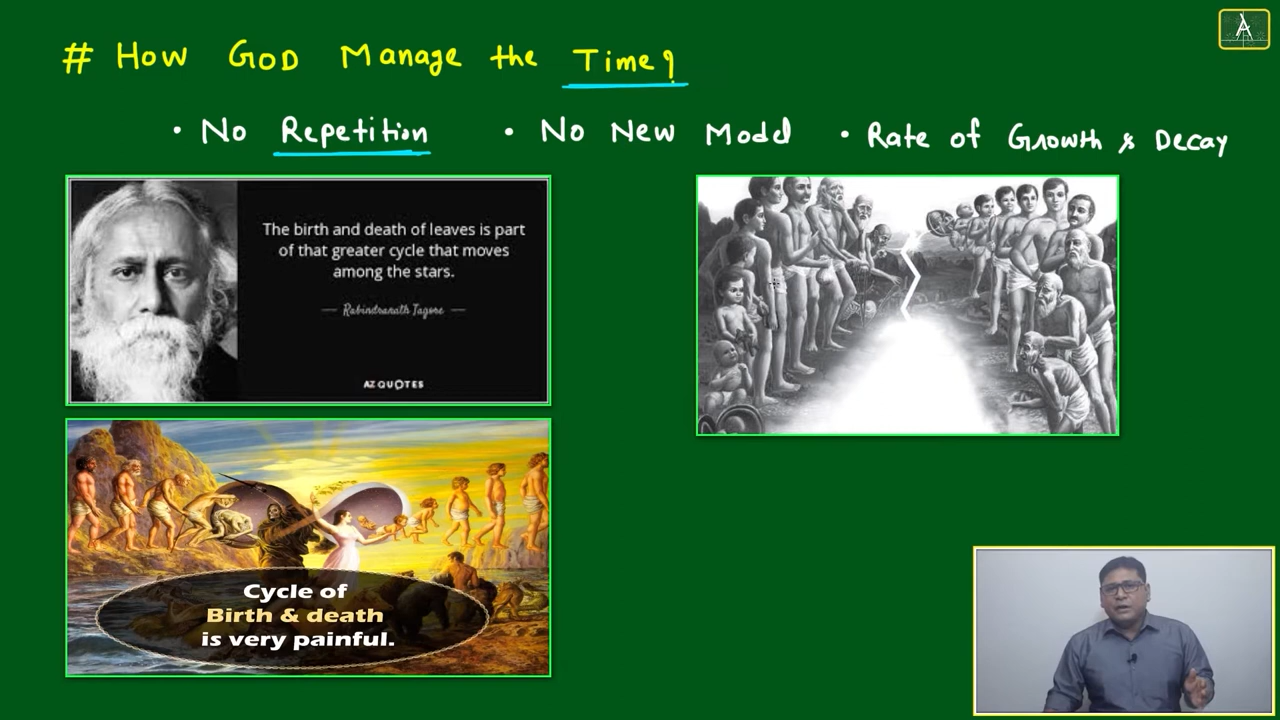 # How GOD Manage the Time?
• No Repetition • No New Model • Rate of Growth & Decay
The birth and death of leaves is part
of that greater cycle that moves
among the stars.
— Rabindranath Tagore —
AZ QUOTES
Cycle of
Birth & death
is very painful.
A